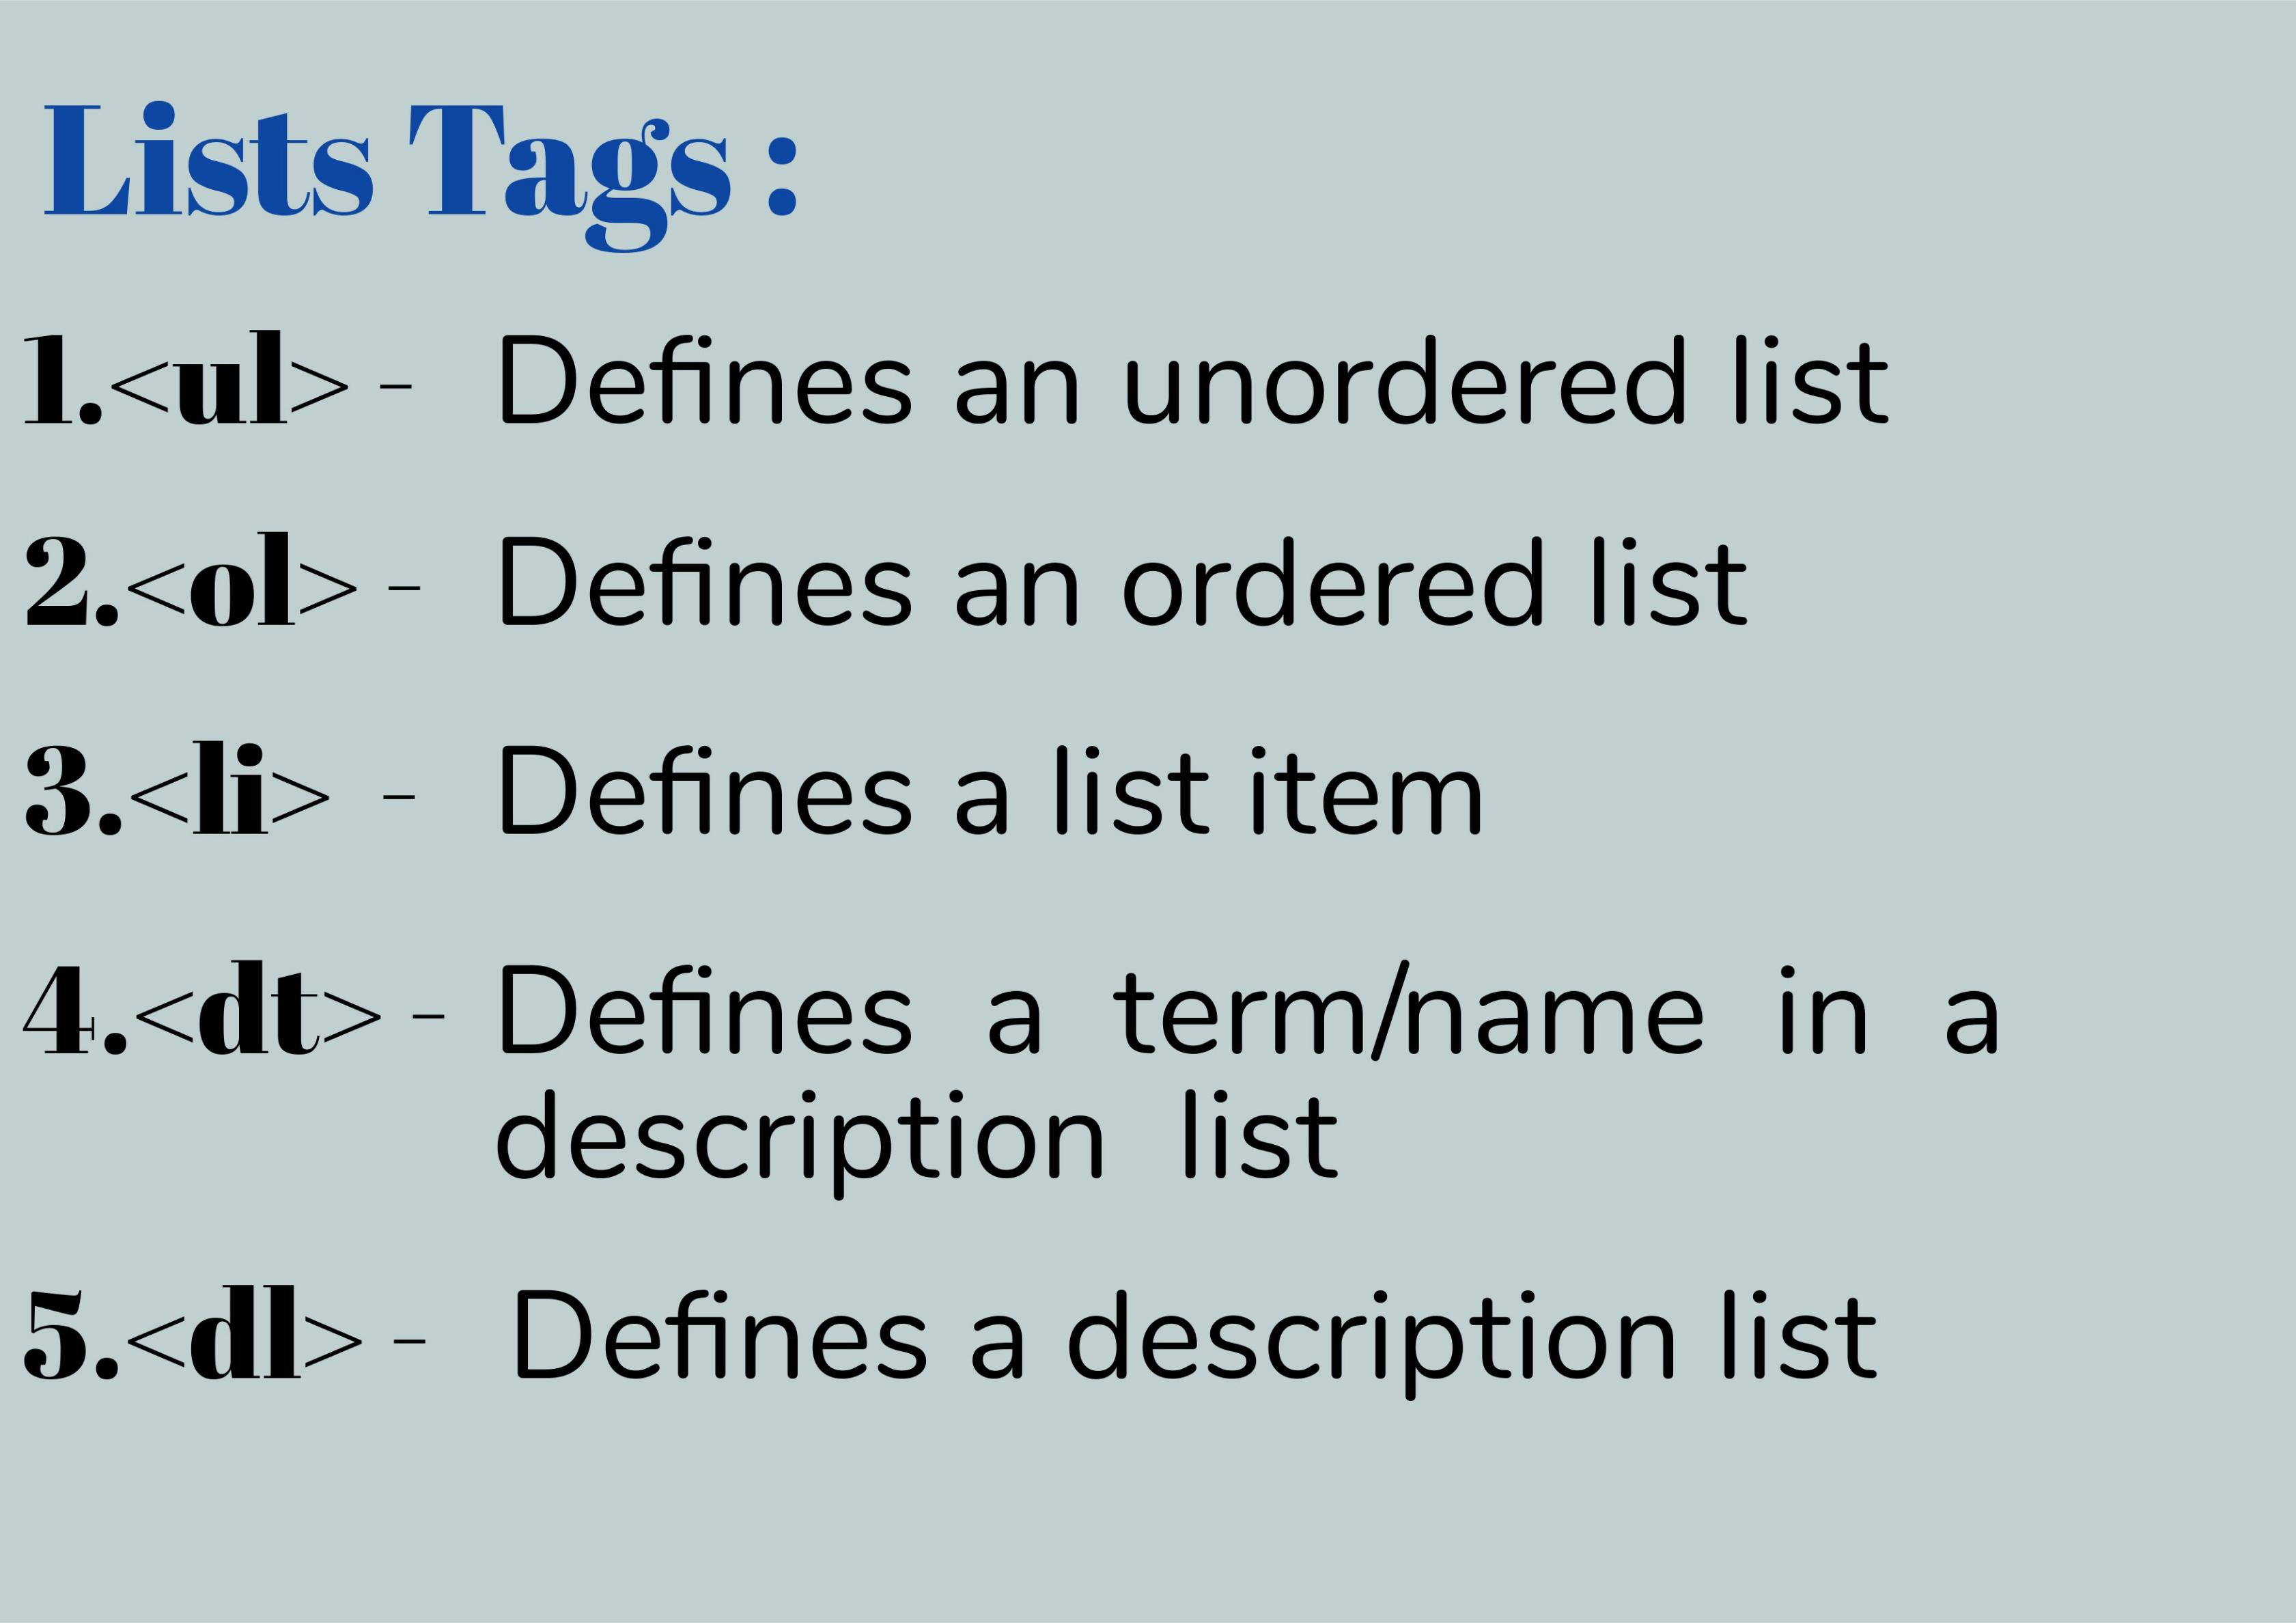 Lists Tags :
1.<ul> - Defines an unordered list
2.<ol> - Defines an ordered list
3.<li> - Defines a list item
4.<dt> - Defines a term/name in a
description list
5.<dl> - Defines a description list